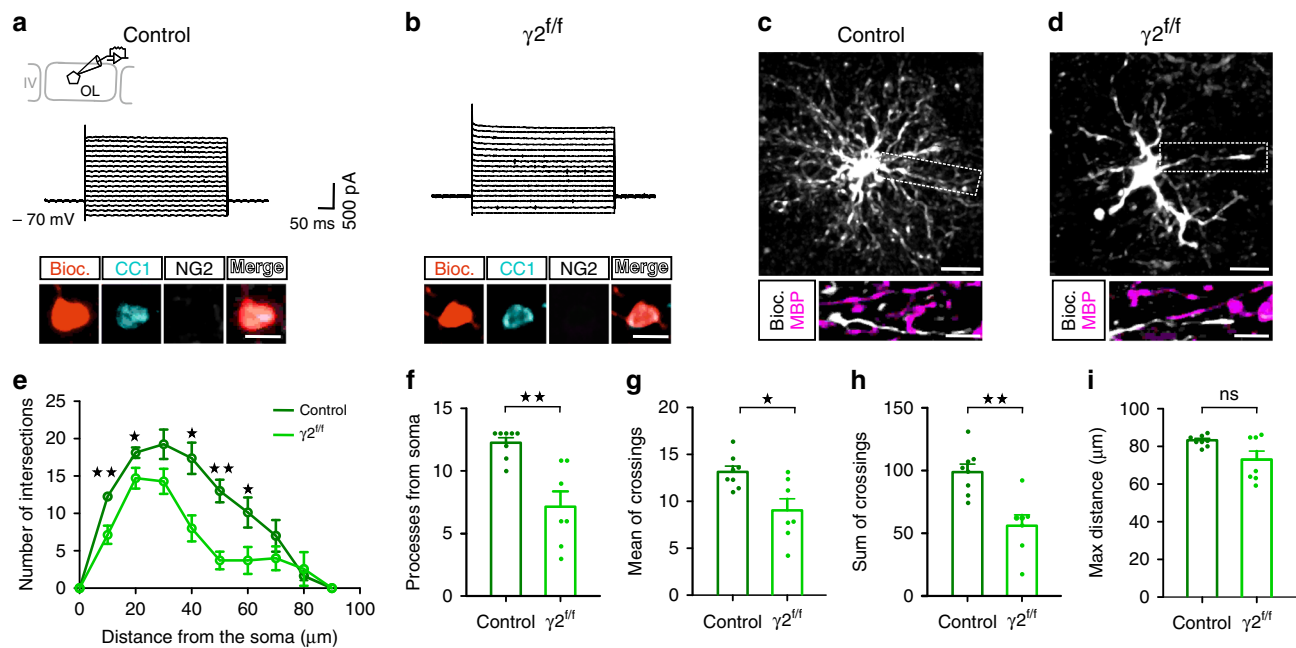 a
Control
IV
OL
– 70 mV
50 ms
500 pA
Bioc. CC1 NG2 Merge
b
γ2f/f
Bioc. CC1 NG2 Merge
c
Control
Bioc.
MBP
d
γ2f/f
Bioc.
MBP
e
Number of intersections
25
20
15
10
5
0
0 20 40 60 80 100
Distance from the soma (μm)
Control
γ2f/f
★★ ★ ★ ★★ ★
f
Processes from soma
15
10
5
0
★★
Control γ2f/f
g
Mean of crossings
20
15
10
5
0
★
Control γ2f/f
h
Sum of crossings
150
100
50
0
★★
Control γ2f/f
i
Max distance (μm)
100
80
60
40
20
0
ns
Control γ2f/f